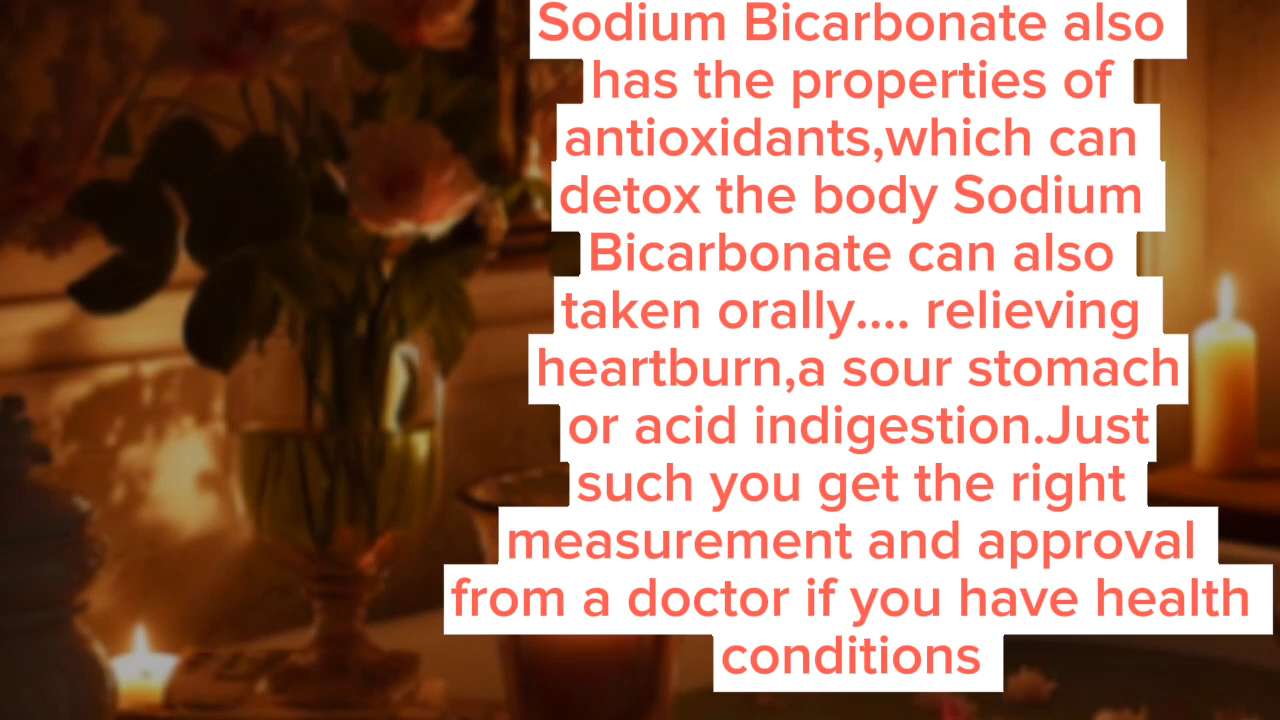 Sodium Bicarbonate also
has the properties of
antioxidants,which can
detox the body Sodium
Bicarbonate can also
taken orally.... relieving
heartburn,a sour stomach
or acid indigestion.Just
such you get the right
measurement and approval
from a doctor if you have health
conditions